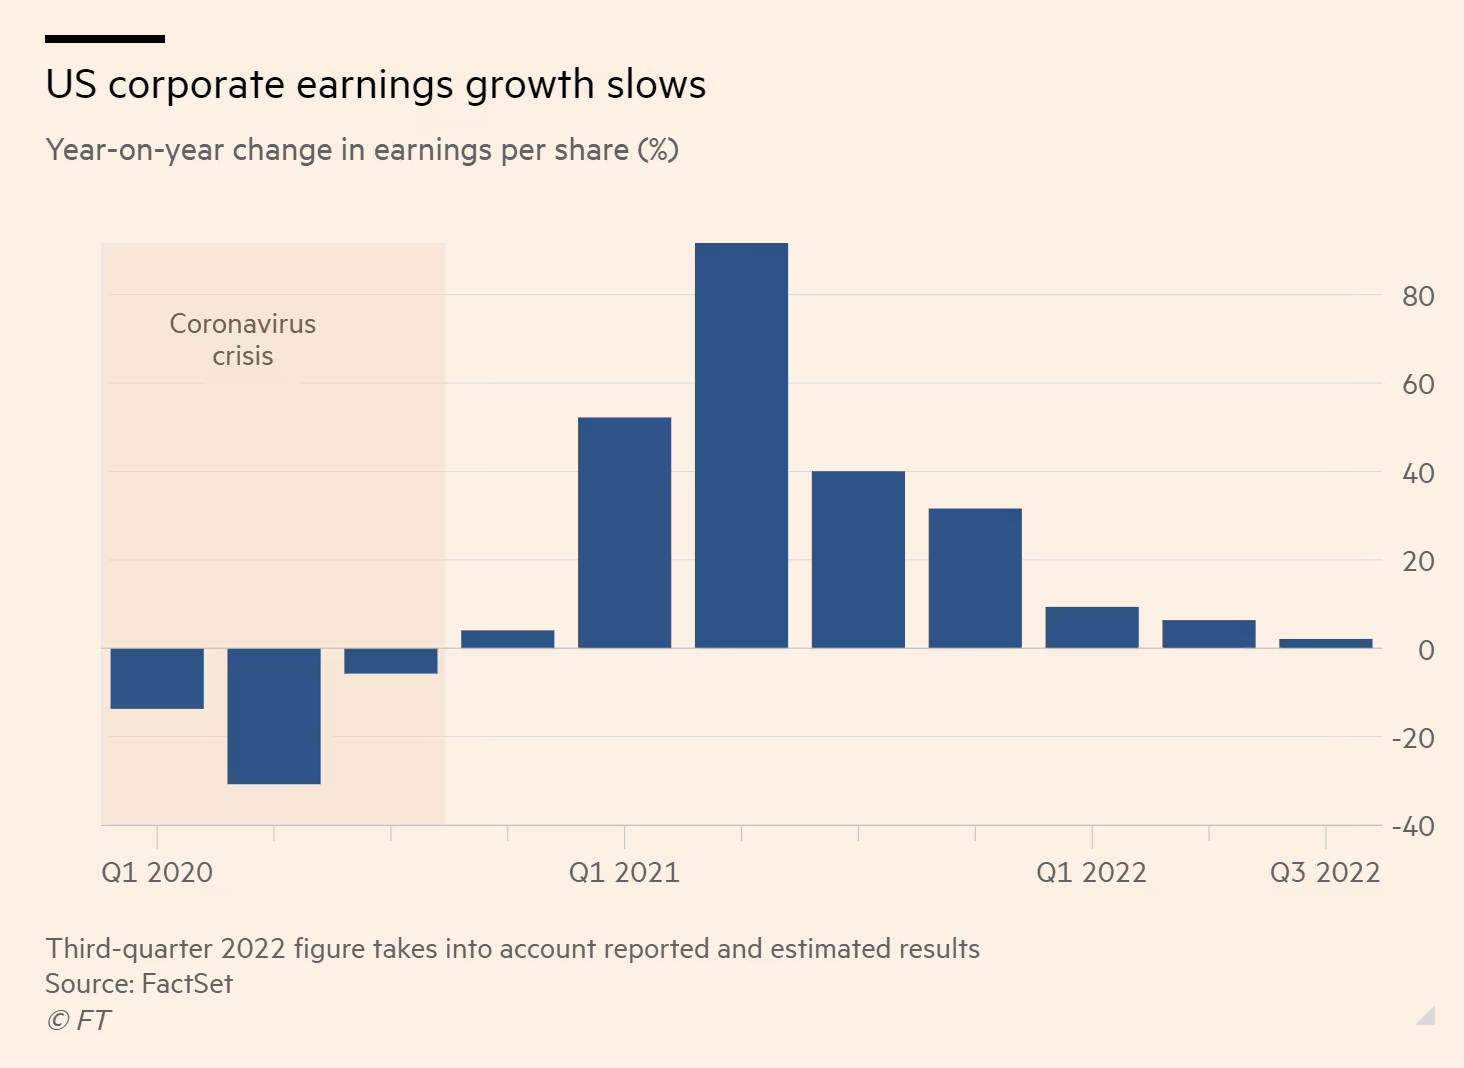 US corporate earnings growth slows
Year-on-year change in earnings per share (%)
Coronavirus
crisis
80
60
40
20
0
-20
-40
Q1 2020 Q1 2021 Q1 2022 Q3 2022
Third-quarter 2022 figure takes into account reported and estimated results
Source: FactSet
© FT